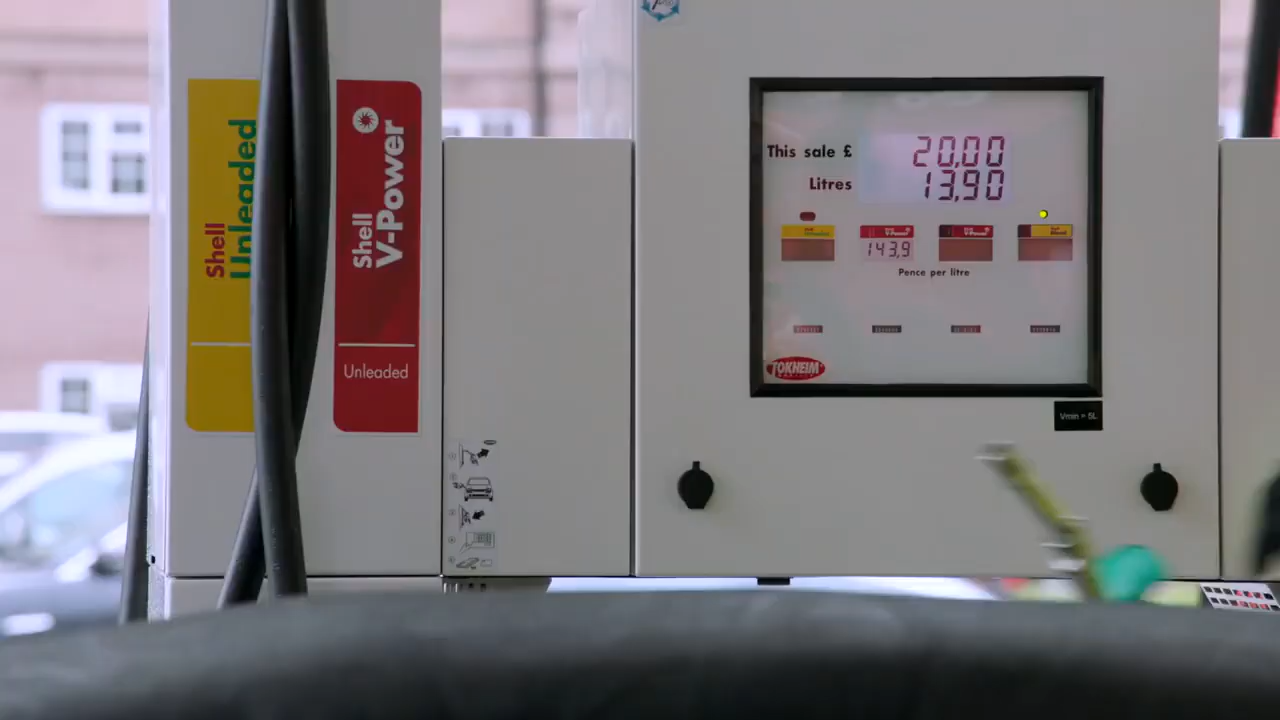 Shell
Unleaded
Shell
V-Power
Unleaded
This sale £ 20,00
Litres 13,90
143,9
Pence per litre
TOKHEIM
Vmin = 5L